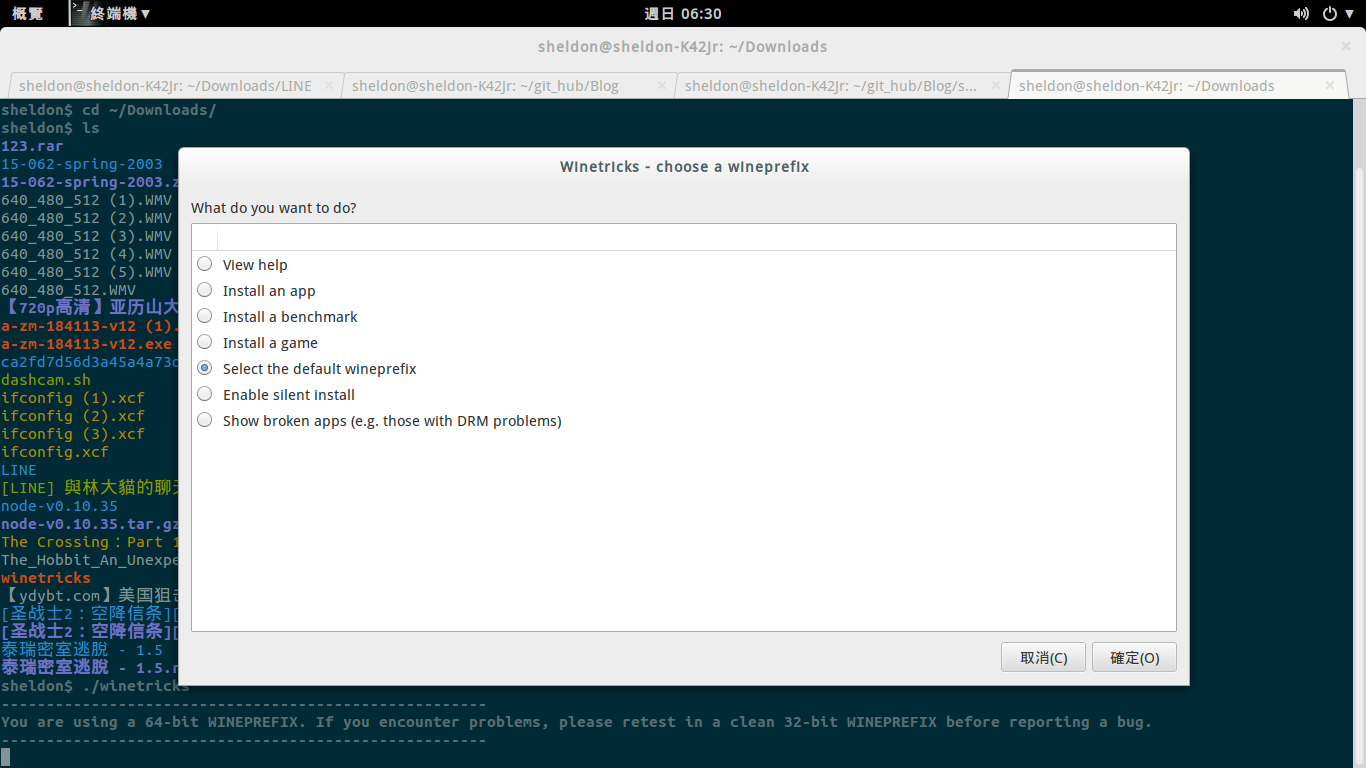 概覽 終端機 週日 06:30
sheldon@sheldon-K42Jr: ~/Downloads
sheldon@sheldon-K42Jr: ~/Downloads/LINE sheldon@sheldon-K42Jr: ~/git_hub/Blog sheldon@sheldon-K42Jr: ~/git_hub/Blog/s... sheldon@sheldon-K42Jr: ~/Downloads
sheldon$ cd ~/Downloads/
sheldon$ ls
123.rar
15-062-spring-2003
15-062-spring-2003.z
640_480_512 (1).WMV
640_480_512 (2).WMV
640_480_512 (3).WMV
640_480_512 (4).WMV
640_480_512 (5).WMV
640_480_512.WMV
【720p高清】亚历山大
a-zm-184113-v12 (1).
a-zm-184113-v12.exe
ca2fd7d56d3a45a4a73c
dashcam.sh
ifconfig (1).xcf
ifconfig (2).xcf
ifconfig (3).xcf
ifconfig.xcf
LINE
[LINE] 與林大貓的聊天
node-v0.10.35
node-v0.10.35.tar.gz
The Crossing：Part 1
The_Hobbit_An_Unexpe
winetricks
【ydybt.com】美国狙击
[圣战士2：空降信条][
[圣战士2：空降信条][
泰瑞密室逃脫 - 1.5
泰瑞密室逃脫 - 1.5.r
sheldon$ ./winetricks
------------------------------------------------------
You are using a 64-bit WINEPREFIX. If you encounter problems, please retest in a clean 32-bit WINEPREFIX before reporting a bug.
------------------------------------------------------
Winetricks - choose a wineprefix
What do you want to do?
View help
Install an app
Install a benchmark
Install a game
Select the default wineprefix
Enable silent install
Show broken apps (e.g. those with DRM problems)
取消(C) 確定(O)